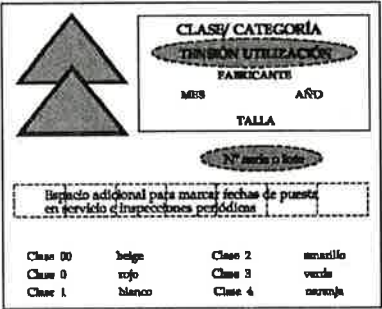 CLASE/ CATEGORÍA
TENSIÓN UTILIZACIÓN
FABRICANTE
MES AÑO
TALLA
Nº serie o lote
Espacio adicional para marcar fechas de puesta
en servicio e inspecciones periódicas
Clase 00 beige Clase 2 amarillo
Clase 0 rojo Clase 3 verde
Clase 1 blanco Clase 4 naranja